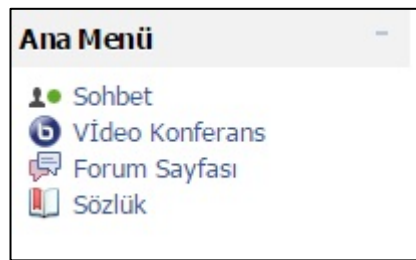 Ana Menü
Sohbet
Vİdeo Konferans
Forum Sayfası
Sözlük